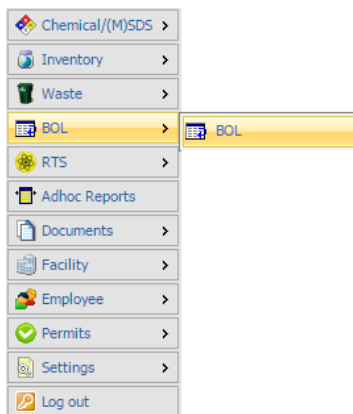 Chemical/(M)SDS
Inventory
Waste
BOL
BOL
RTS
Adhoc Reports
Documents
Facility
Employee
Permits
Settings
Log out